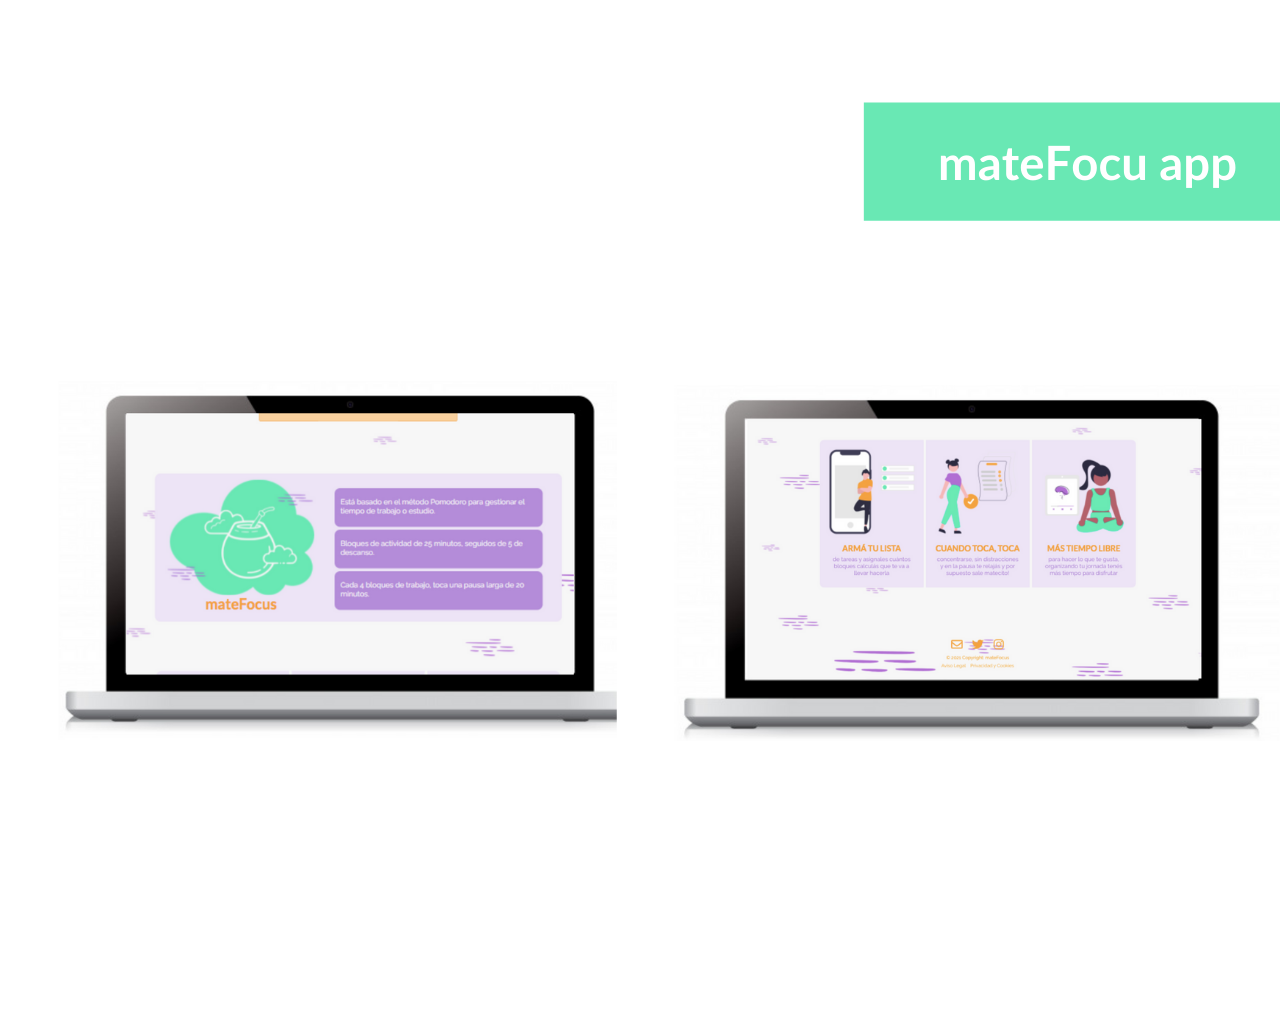 mateFocu app
Está basado en el método Pomodoro para gestionar el
tiempo de trabajo o estudio.
Bloques de actividad de 25 minutos, seguidos de 5 de
descanso.
Cada 4 bloques de trabajo, toca una pausa larga de 20
minutos.
mateFocus
ARMÁ TU LISTA
de tareas y asignales cuantos
bloques calculás que te va a
llevar hacerla
CUANDO TOCA, TOCA
concentrarse, sin distracciones
y en la pausa te relajás y por
supuesto ¡uste matecito!
MÁS TIEMPO LIBRE
para hacer lo que te gusta,
organizando tu jornada tenés
más tiempo para disfrutar
Copyright: mateFocus
Aviso Legal Privacidad y Cookies